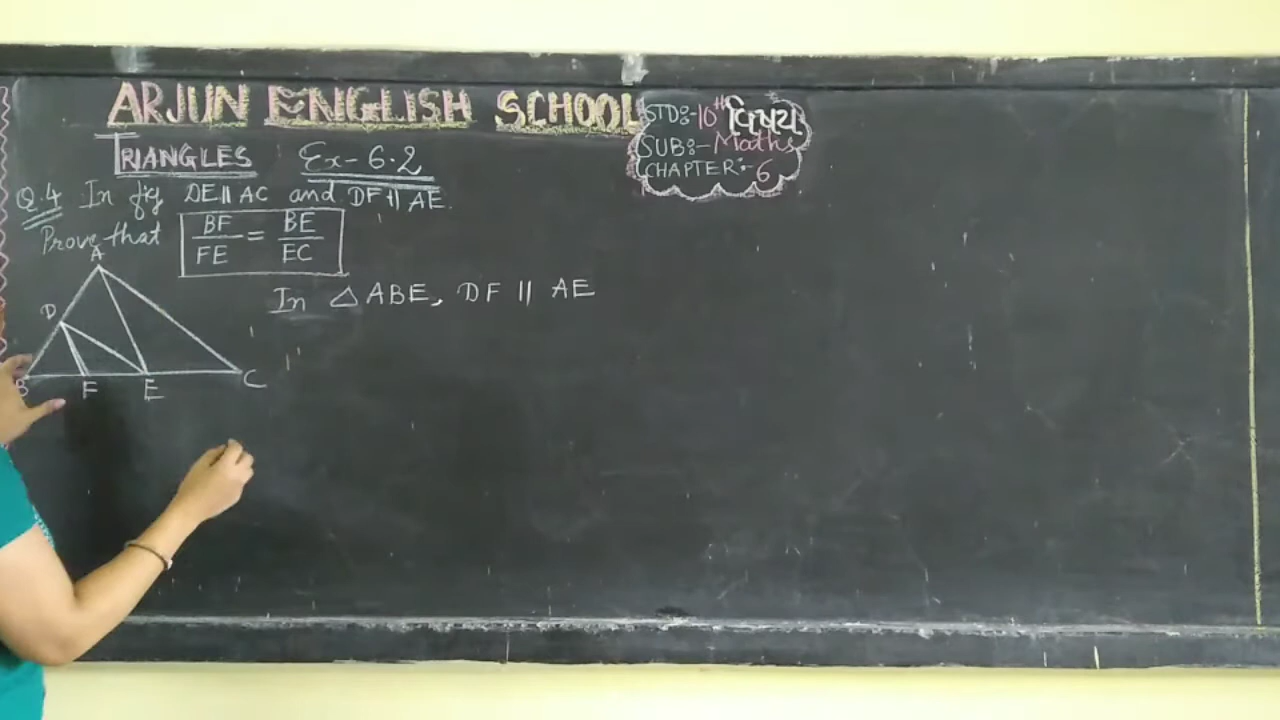 ARJUN ENGLISH SCHOOL
STD:-10th વિષય
SUB:-Maths
CHAPTER:-6
TRIANGLES Ex-6.2
Q.4 In fig DE || AC and DF || AE.
Prove that BF/FE = BE/EC
In △ABE, DF || AE
A
D
B F E C